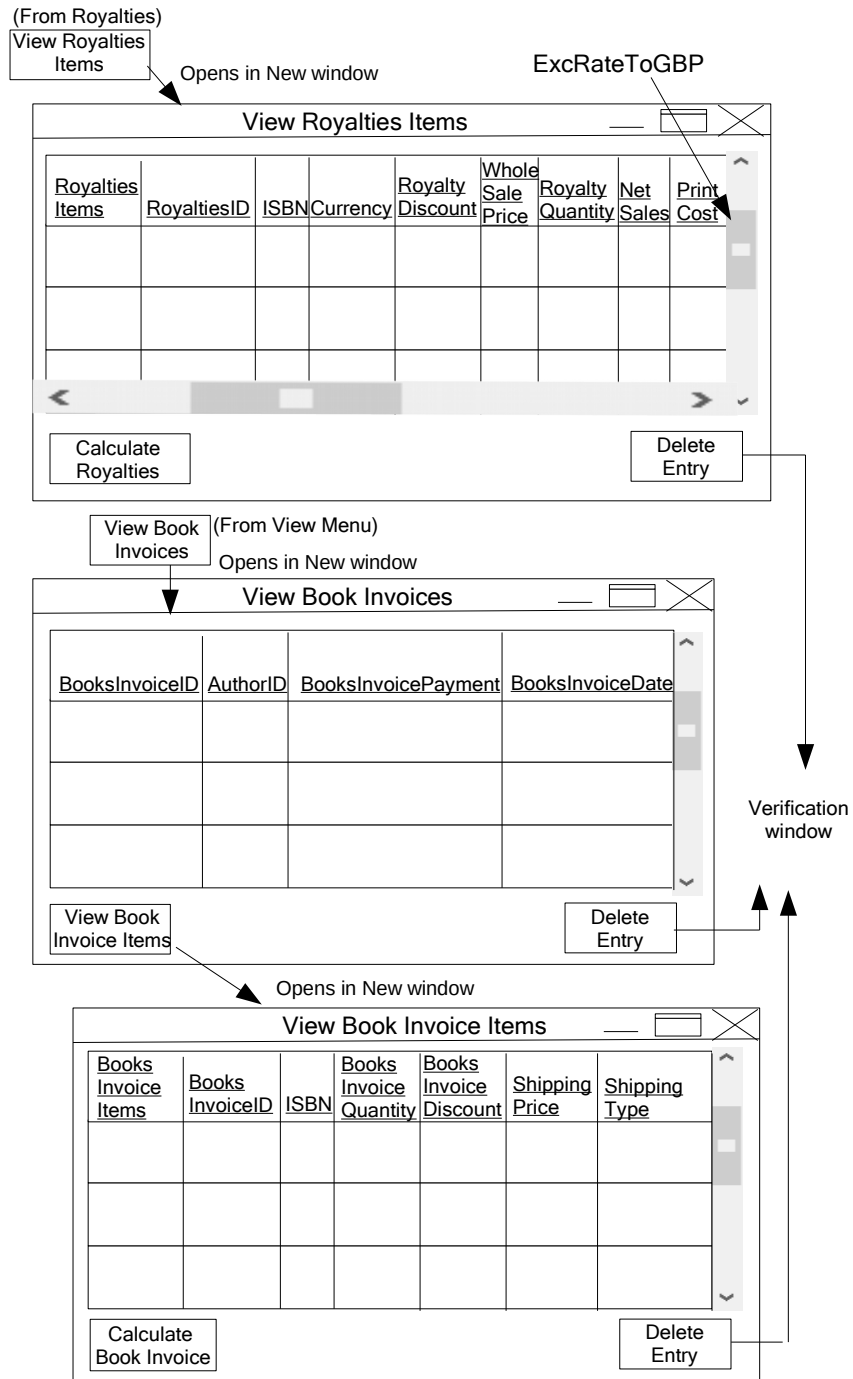 (From Royalties)
View Royalties
Items
Opens in New window
ExcRateToGBP
View Royalties Items
Royalties
Items
RoyaltiesID
ISBN
Currency
Royalty
Discount
Whole
Sale
Price
Royalty
Quantity
Net
Sales
Print
Cost
Calculate
Royalties
Delete
Entry
View Book
Invoices
(From View Menu)
Opens in New window
View Book Invoices
BooksInvoiceID
AuthorID
BooksInvoicePayment
BooksInvoiceDate
Verification
window
View Book
Invoice Items
Delete
Entry
Opens in New window
View Book Invoice Items
Books
Invoice
Items
Books
InvoiceID
ISBN
Books
Invoice
Quantity
Books
Invoice
Discount
Shipping
Price
Shipping
Type
Calculate
Book Invoice
Delete
Entry